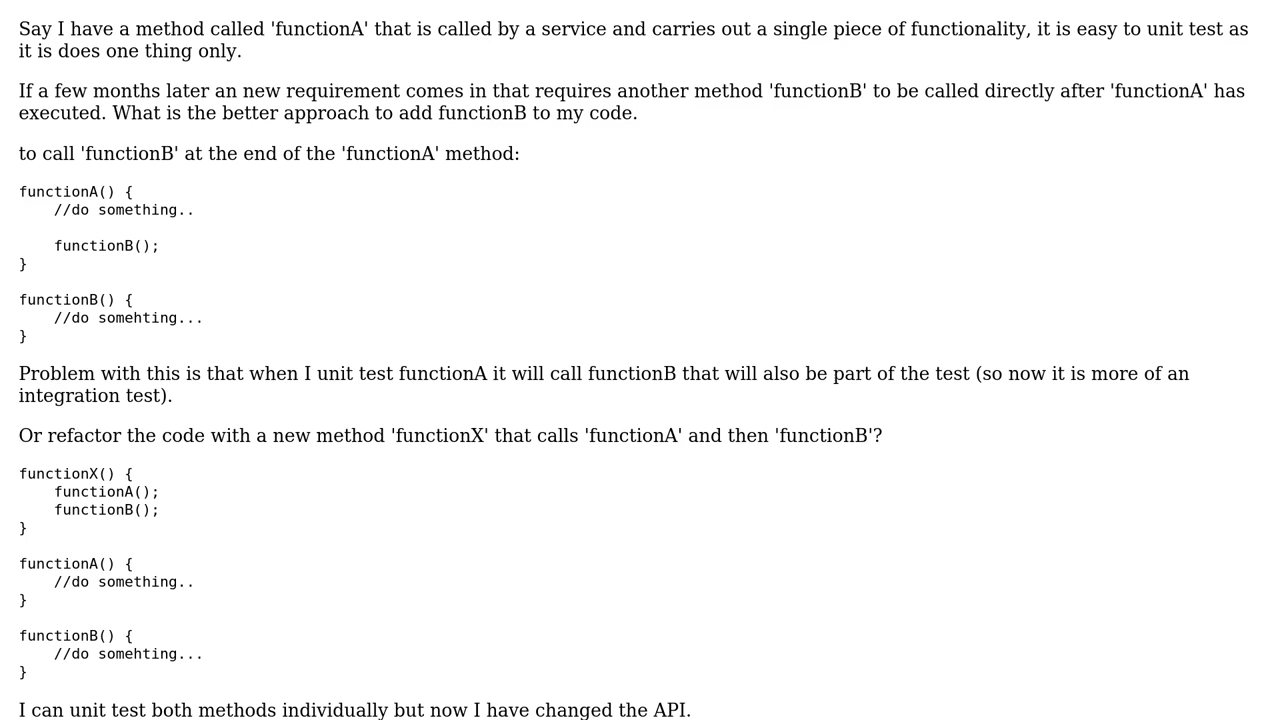 Say I have a method called 'functionA' that is called by a service and carries out a single piece of functionality, it is easy to unit test as
it is does one thing only.
If a few months later an new requirement comes in that requires another method 'functionB' to be called directly after 'functionA' has
executed. What is the better approach to add functionB to my code.
to call 'functionB' at the end of the 'functionA' method:
functionA() {
    //do something..
    functionB();
}
functionB() {
    //do somehting...
}
Problem with this is that when I unit test functionA it will call functionB that will also be part of the test (so now it is more of an
integration test).
Or refactor the code with a new method 'functionX' that calls 'functionA' and then 'functionB'?
functionX() {
    functionA();
    functionB();
}
functionA() {
    //do something..
}
functionB() {
    //do somehting...
}
I can unit test both methods individually but now I have changed the API.